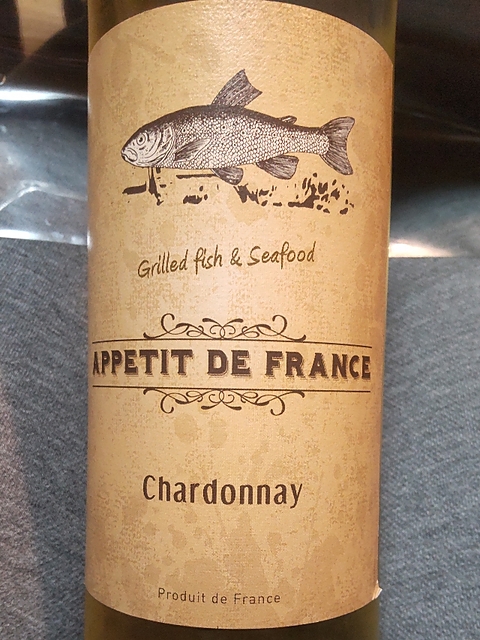 Grilled fish & Seafood
APPETIT DE FRANCE
Chardonnay
Produit de France